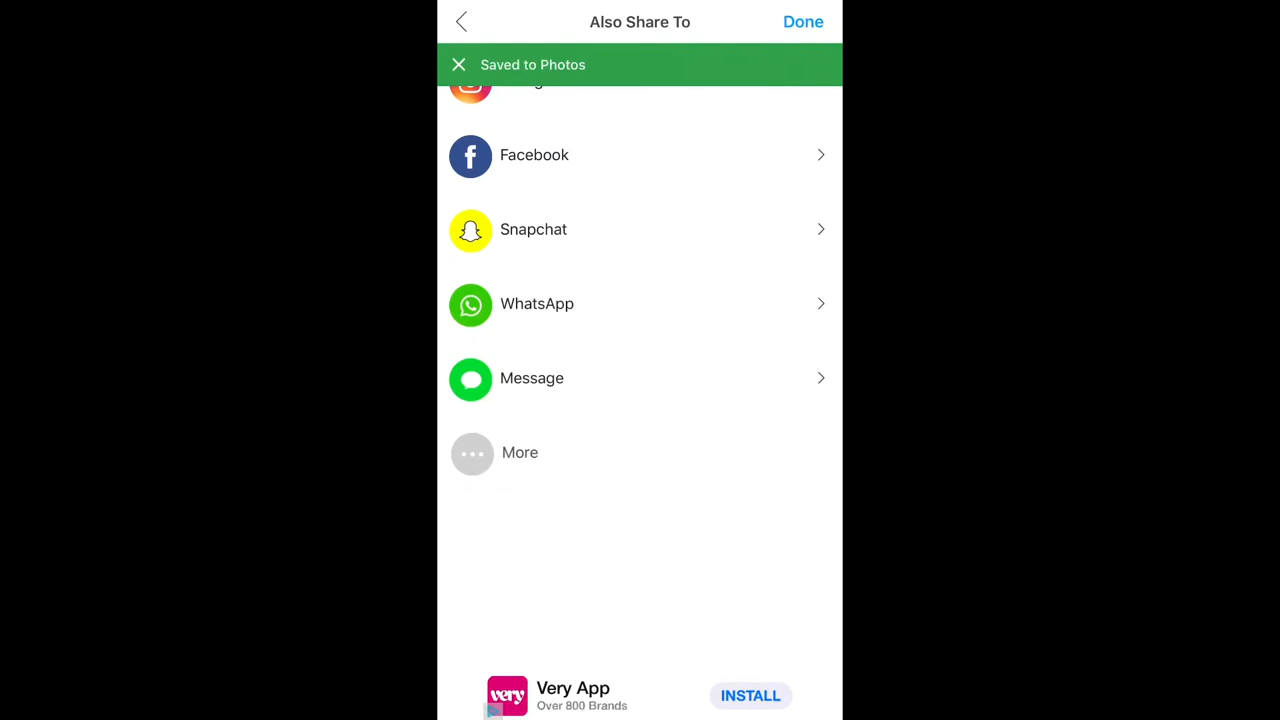 Also Share To
Done
Saved to Photos
Facebook
Snapchat
WhatsApp
Message
More
very
Very App
Over 800 Brands
INSTALL